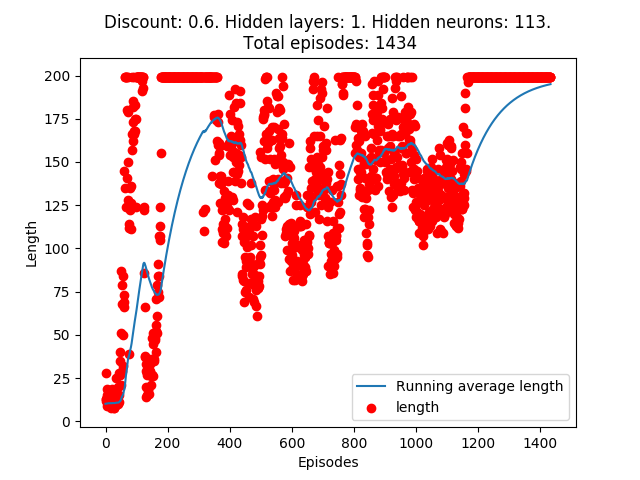 Discount: 0.6. Hidden layers: 1. Hidden neurons: 113.
Total episodes: 1434
200
175
150
125
100
75
50
25
0
Length
0 200 400 600 800 1000 1200 1400
Episodes
Running average length
length